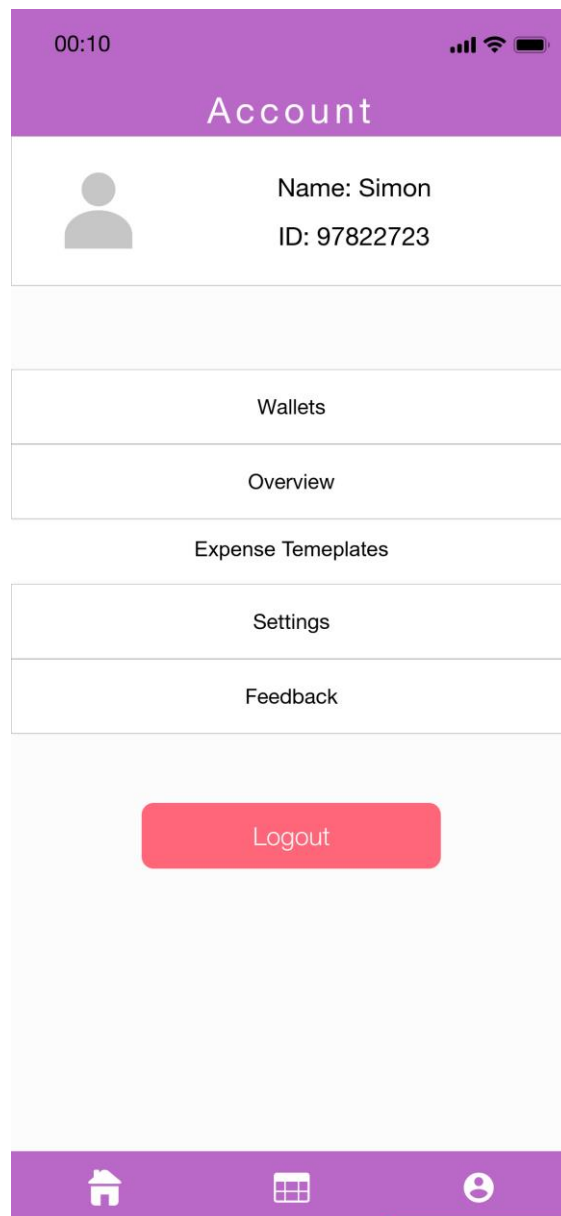 00:10
Account
Name: Simon
ID: 97822723
Wallets
Overview
Expense Temeplates
Settings
Feedback
Logout